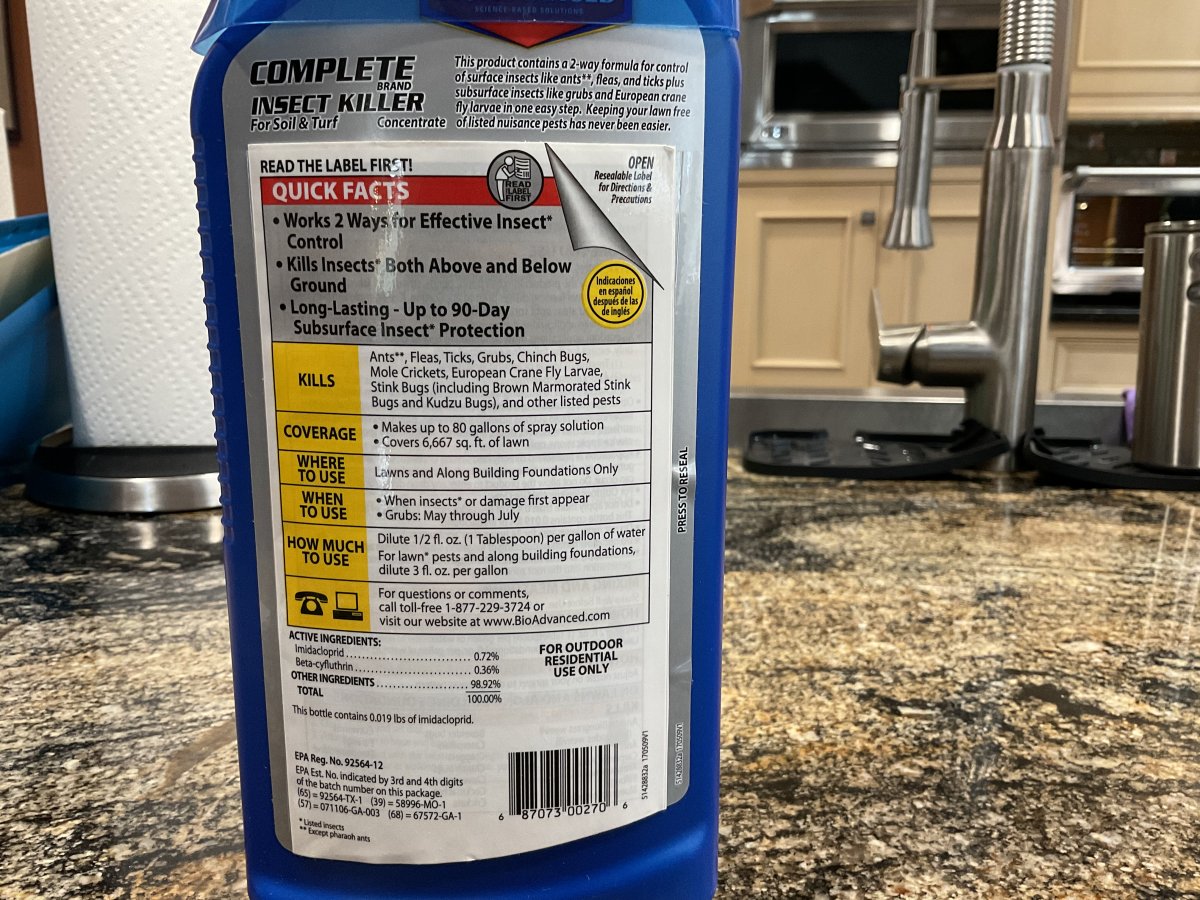 SCIENCE-BASED SOLUTIONS
COMPLETE
BRAND
INSECT KILLER
For Soil & Turf Concentrate
This product contains a 2-way formula for control
of surface insects like ants**, fleas, and ticks plus
subsurface insects like grubs and European crane
fly larvae in one easy step. Keeping your lawn free
of listed nuisance pests has never been easier.
READ THE LABEL FIRST!
QUICK FACTS
READ
THE LABEL
FIRST
OPEN
Resealable Label
for Directions &
Precautions
• Works 2 Ways for Effective Insect*
Control
• Kills Insects* Both Above and Below
Ground
• Long-Lasting - Up to 90-Day
Subsurface Insect* Protection
Indicaciones
en español
después de las
de inglés
KILLS
Ants**, Fleas, Ticks, Grubs, Chinch Bugs,
Mole Crickets, European Crane Fly Larvae,
Stink Bugs (including Brown Marmorated Stink
Bugs and Kudzu Bugs), and other listed pests
COVERAGE
• Makes up to 80 gallons of spray solution
• Covers 6,667 sq. ft. of lawn
WHERE
TO USE
Lawns and Along Building Foundations Only
WHEN
TO USE
• When insects* or damage first appear
• Grubs: May through July
HOW MUCH
TO USE
Dilute 1/2 fl. oz. (1 Tablespoon) per gallon of water
For lawn* pests and along building foundations,
dilute 3 fl. oz. per gallon
For questions or comments,
call toll-free 1-877-229-3724 or
visit our website at www.BioAdvanced.com
PRESS TO RESEAL
ACTIVE INGREDIENTS:
Imidacloprid 0.72%
Beta-cyfluthrin 0.36%
OTHER INGREDIENTS 98.92%
TOTAL 100.00%
FOR OUTDOOR
RESIDENTIAL
USE ONLY
This bottle contains 0.019 lbs of imidacloprid.
EPA Reg. No. 92564-12
EPA Est. No. indicated by 3rd and 4th digits
of the batch number on this package.
(65) = 92564-TX-1 (39) = 58996-MO-1
(57) = 071106-GA-003 (68) = 67572-GA-1
* Listed insects
** Except pharaoh ants
6 87073 00270 6
51428832a 170509V1
51428832a 170509V1